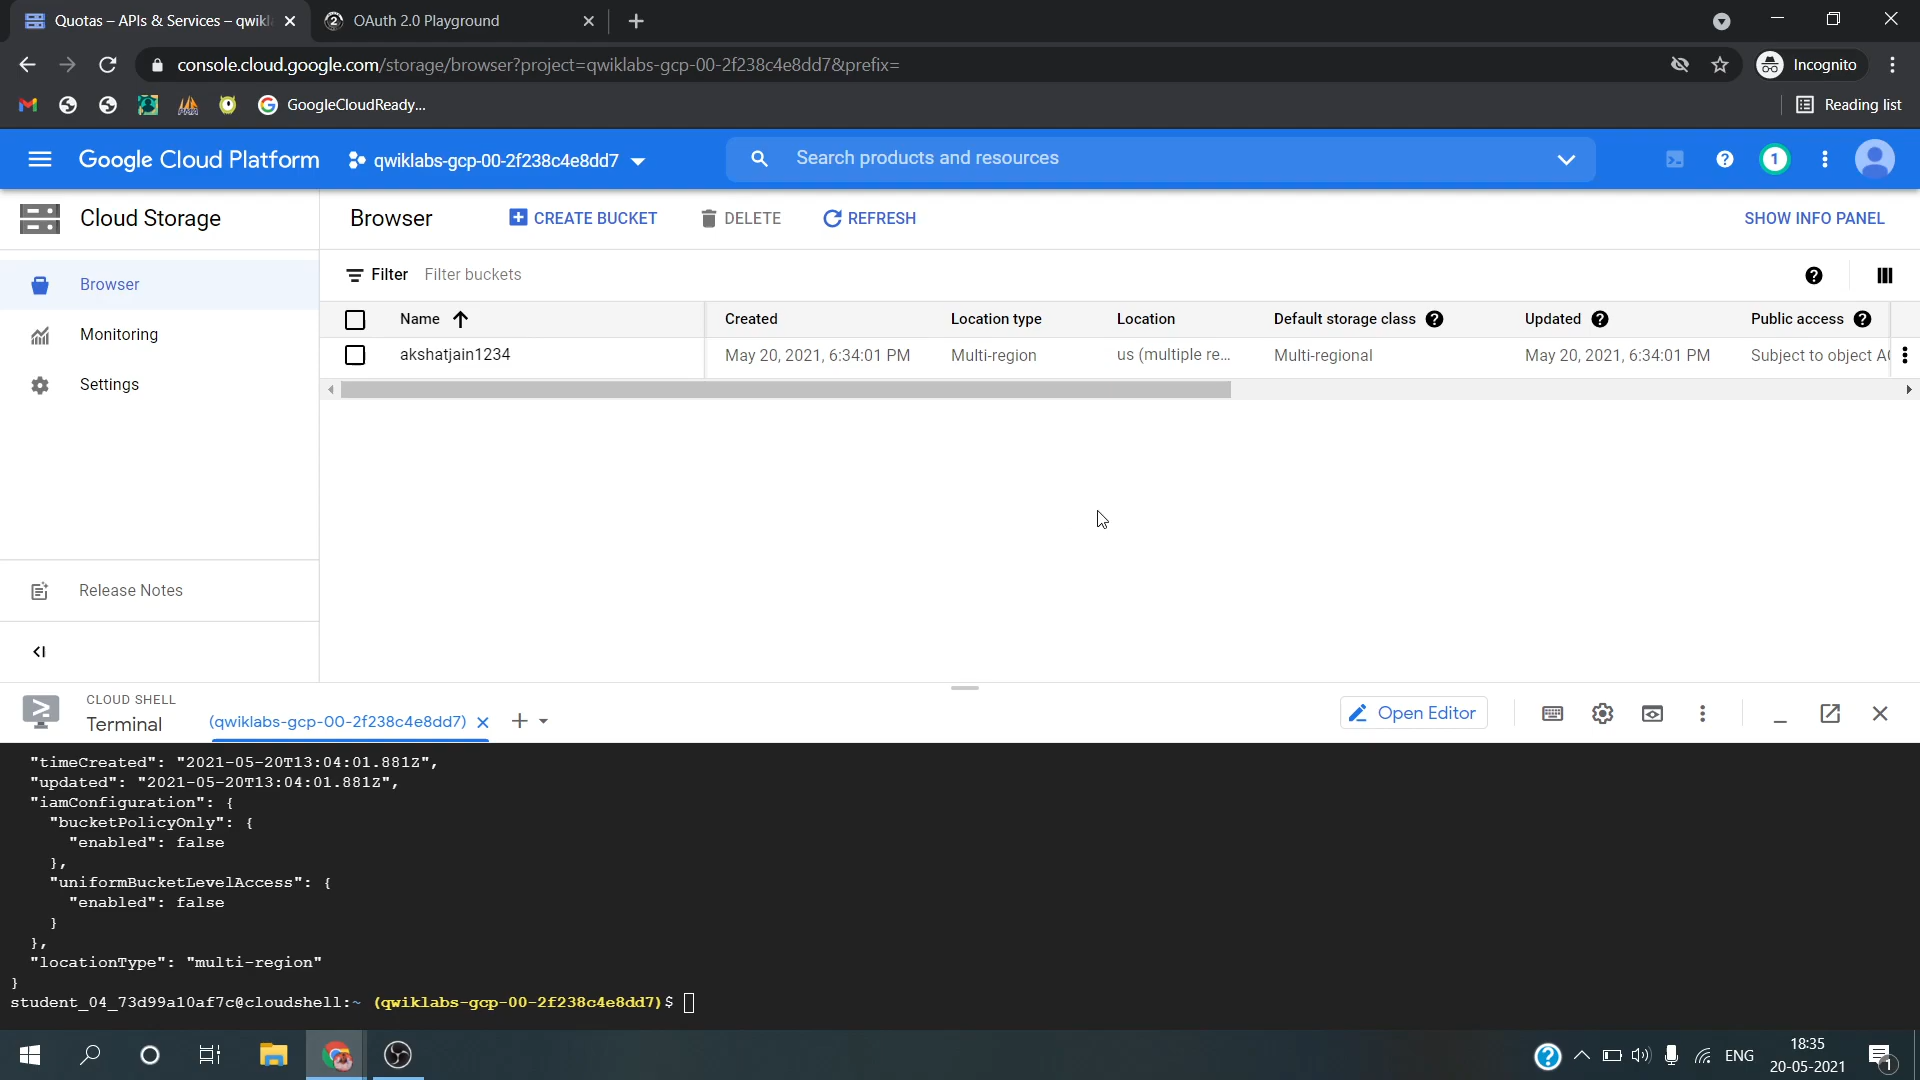 Quotas – APIs & Services – qwikl
OAuth 2.0 Playground
console.cloud.google.com/storage/browser?project=qwiklabs-gcp-00-2f238c4e8dd7&prefix=
Incognito
GoogleCloudReady...
Reading list
Google Cloud Platform
qwiklabs-gcp-00-2f238c4e8dd7
Search products and resources
1
Cloud Storage
Browser
CREATE BUCKET
DELETE
REFRESH
SHOW INFO PANEL
Browser
Monitoring
Settings
Release Notes
Filter Filter buckets
Name Created Location type Location Default storage class Updated Public access
akshatjain1234 May 20, 2021, 6:34:01 PM Multi-region us (multiple re... Multi-regional May 20, 2021, 6:34:01 PM Subject to object A
CLOUD SHELL
Terminal
(qwiklabs-gcp-00-2f238c4e8dd7)
Open Editor
"timeCreated": "2021-05-20T13:04:01.881Z",
"updated": "2021-05-20T13:04:01.881Z",
"iamConfiguration": {
"bucketPolicyOnly": {
"enabled": false
},
"uniformBucketLevelAccess": {
"enabled": false
}
},
"locationType": "multi-region"
}
student_04_73d99a10af7c@cloudshell:~ (qwiklabs-gcp-00-2f238c4e8dd7)$
ENG
18:35
20-05-2021
1